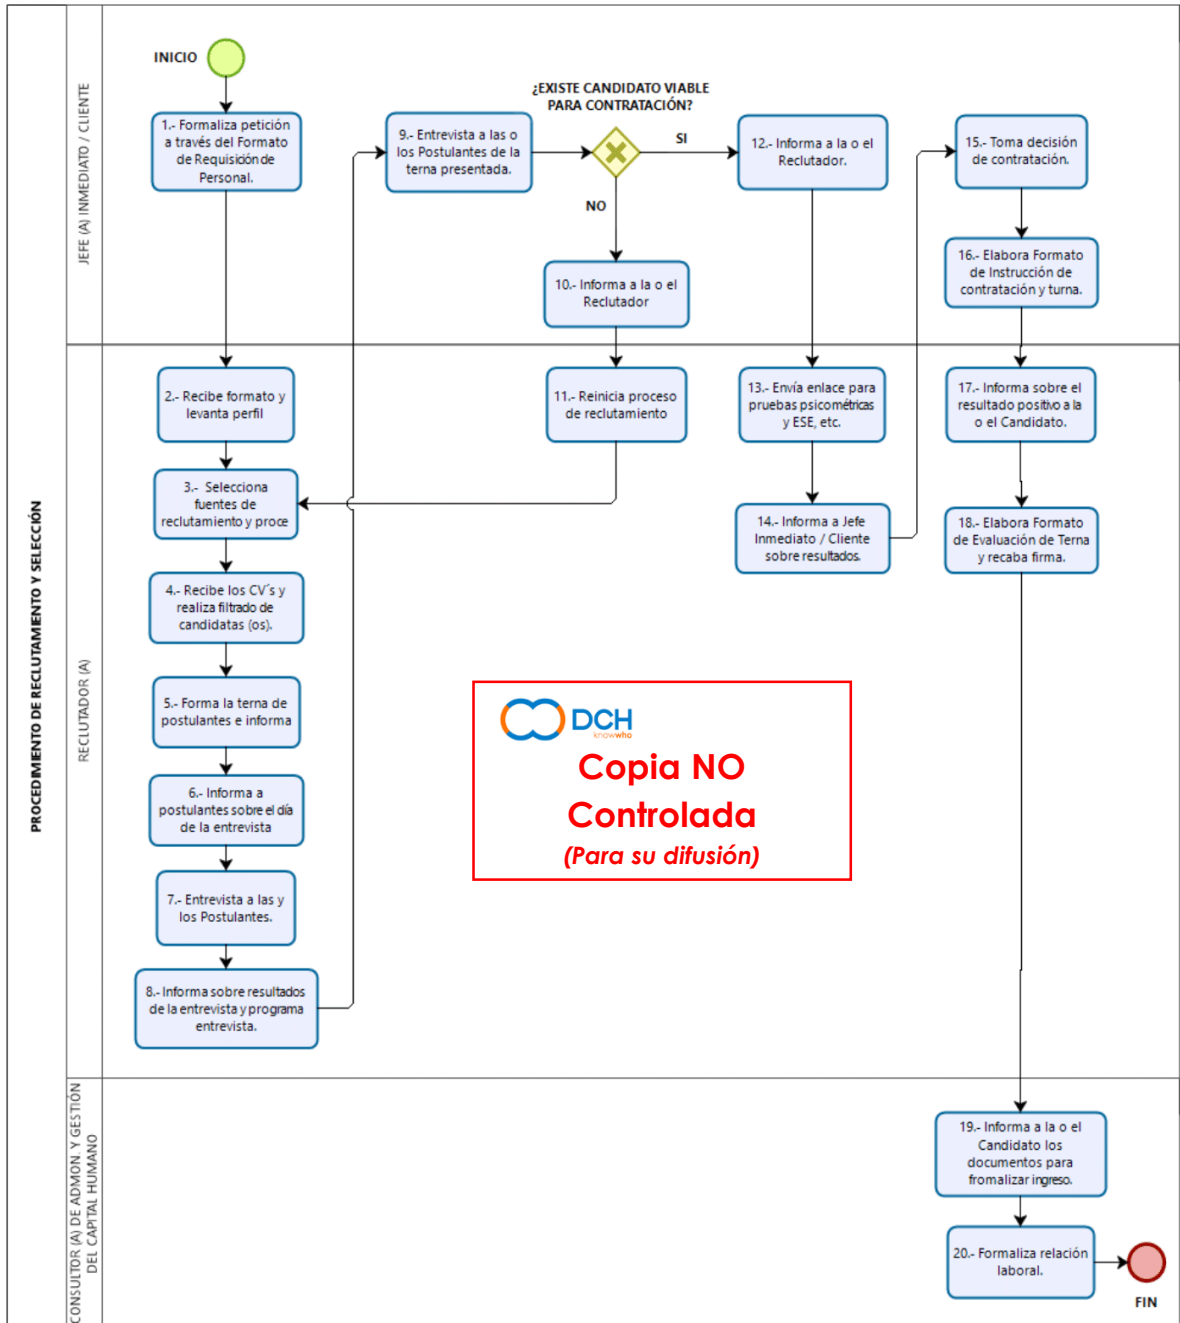 PROCEDIMIENTO DE RECLUTAMIENTO Y SELECCIÓN
JEFE (A) INMEDIATO / CLIENTE
INICIO
1.- Formaliza petición
a través del Formato
de Requisición de
Personal.
9.- Entrevista a las o
los Postulantes de la
terna presentada.
¿EXISTE CANDIDATO VIABLE
PARA CONTRATACIÓN?
SI
NO
10.- Informa a la o el
Reclutador
12.- Informa a la o el
Reclutador.
15.- Toma decisión
de contratación.
16.- Elabora Formato
de Instrucción de
contratación y turna.
RECLUTADOR (A)
2.- Recibe formato y
levanta perfil
3.- Selecciona
fuentes de
reclutamiento y proce
4.- Recibe los CV´s y
realiza filtrado de
candidatas (os).
5.- Forma la terna de
postulantes e informa
6.- Informa a
postulantes sobre el día
de la entrevista
7.- Entrevista a las y
los Postulantes.
8.- Informa sobre resultados
de la entrevista y programa
entrevista.
11.- Reinicia proceso
de reclutamiento
13.- Envía enlace para
pruebas psicométricas
y ESE, etc.
14.- Informa a Jefe
Inmediato / Cliente
sobre resultados.
17.- Informa sobre el
resultado positivo a la
o el Candidato.
18.- Elabora Formato
de Evaluación de Terna
y recaba firma.
DCH
knowwho
Copia NO
Controlada
(Para su difusión)
CONSULTOR (A) DE ADMON. Y GESTIÓN
DEL CAPITAL HUMANO
19.- Informa a la o el
Candidato los
documentos para
fromalizar ingreso.
20.- Formaliza relación
laboral.
FIN